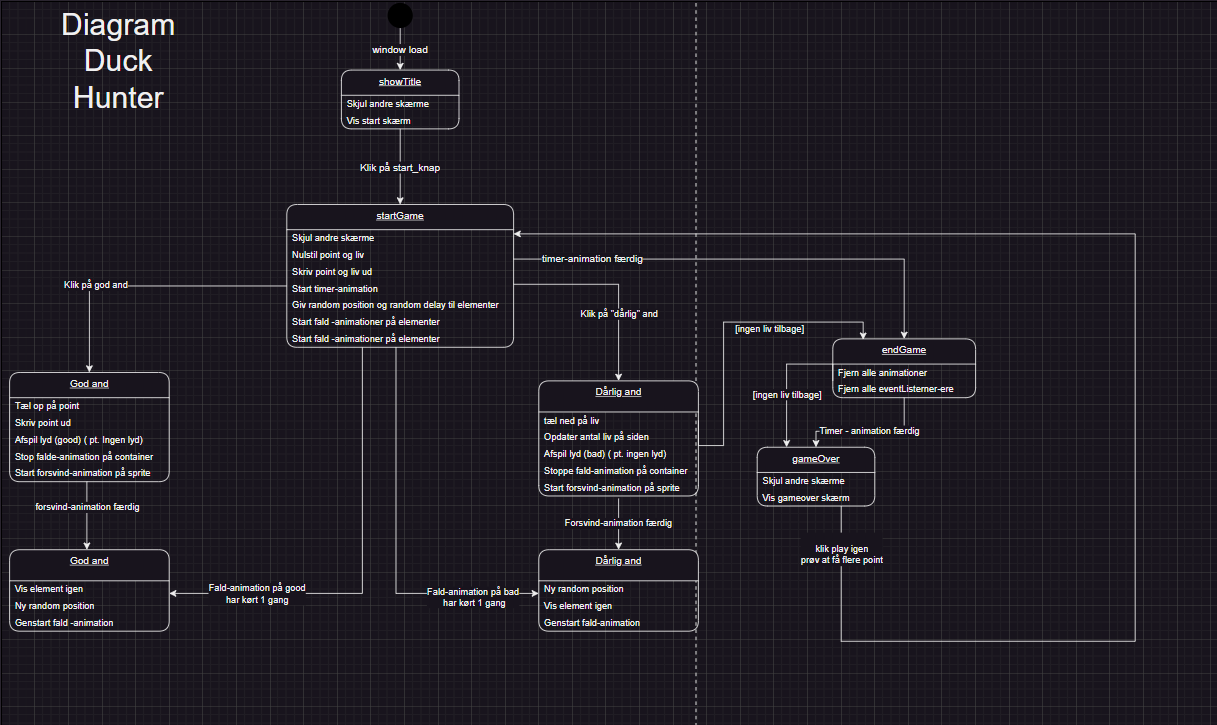 Diagram
Duck
Hunter
window load
showTitle
Skjul andre skærme
Vis start skærm
Klik på start_knap
startGame
Skjul andre skærme
Nulstil point og liv
Skriv point og liv ud
Start timer-animation
Giv random position og random delay til elementer
Start fald -animationer på elementer
Start fald -animationer på elementer
timer-animation færdig
Klik på god and
Klik på "dårlig" and
[ingen liv tilbage]
endGame
Fjern alle animationer
Fjern alle eventListerner-ere
[ingen liv tilbage]
Timer - animation færdig
God and
Tæl op på point
Skriv point ud
Afspil lyd (good) ( pt. Ingen lyd)
Stop falde-animation på container
Start forsvind-animation på sprite
Dårlig and
tæl ned på liv
Opdater antal liv på siden
Afspil lyd (bad) ( pt. ingen lyd)
Stoppe fald-animation på container
Start forsvind-animation på sprite
gameOver
Skjul andre skærme
Vis gameover skærm
forsvind-animation færdig
Forsvind-animation færdig
klik play igen
prøv at få flere point
God and
Vis element igen
Ny random position
Genstart fald -animation
Fald-animation på good
har kørt 1 gang
Fald-animation på bad
har kørt 1 gang
Dårlig and
Ny random position
Vis element igen
Genstart fald-animation